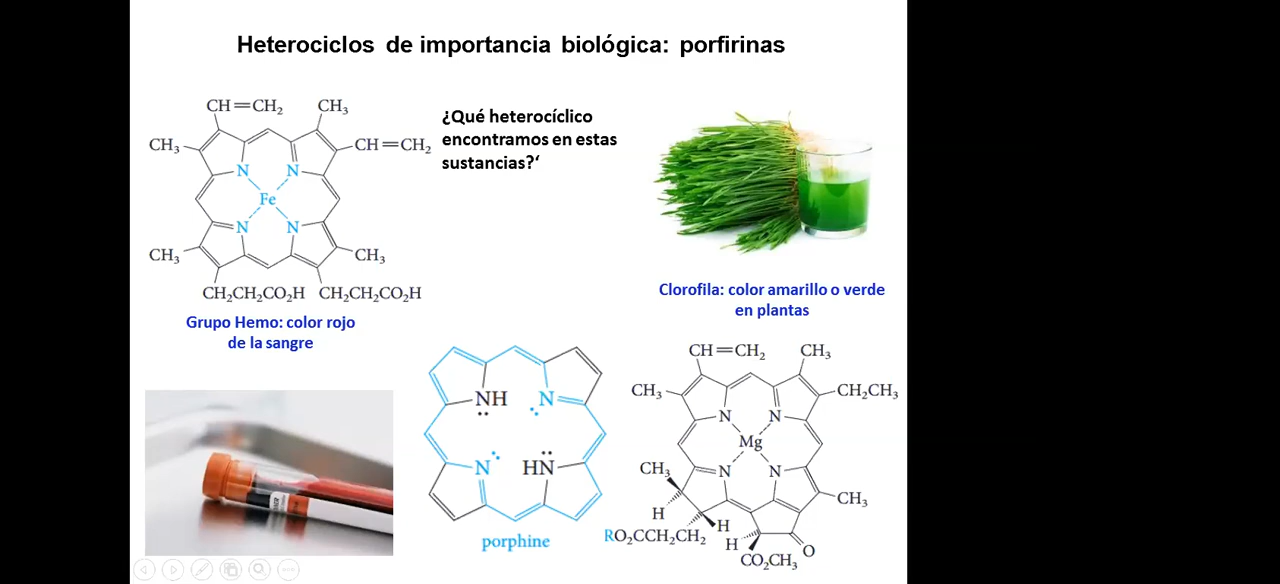 Heterociclos de importancia biológica: porfirinas
CH=CH₂
CH₃
CH₃
CH=CH₂
N
N
Fe
N
N
CH₃
CH₃
CH₂CH₂CO₂H
CH₂CH₂CO₂H
Grupo Hemo: color rojo
de la sangre
¿Qué heterocíclico
encontramos en estas
sustancias?‘
Clorofila: color amarillo o verde
en plantas
NH
N
N
HN
porphine
CH=CH₂
CH₃
CH₃
CH₂CH₃
N
N
Mg
N
N
CH₃
CH₃
H
H
RO₂CCH₂CH₂
H
O
CO₂CH₃